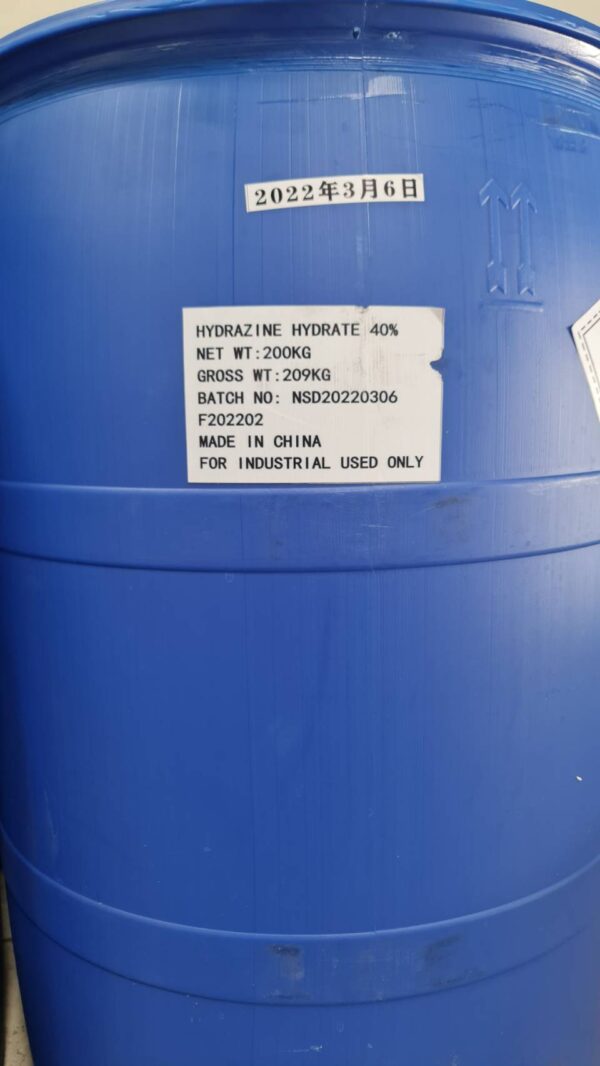 2022年3月6日
HYDRAZINE HYDRATE 40%
NET WT:200KG
GROSS WT:209KG
BATCH NO: NSD20220306
F202202
MADE IN CHINA
FOR INDUSTRIAL USED ONLY